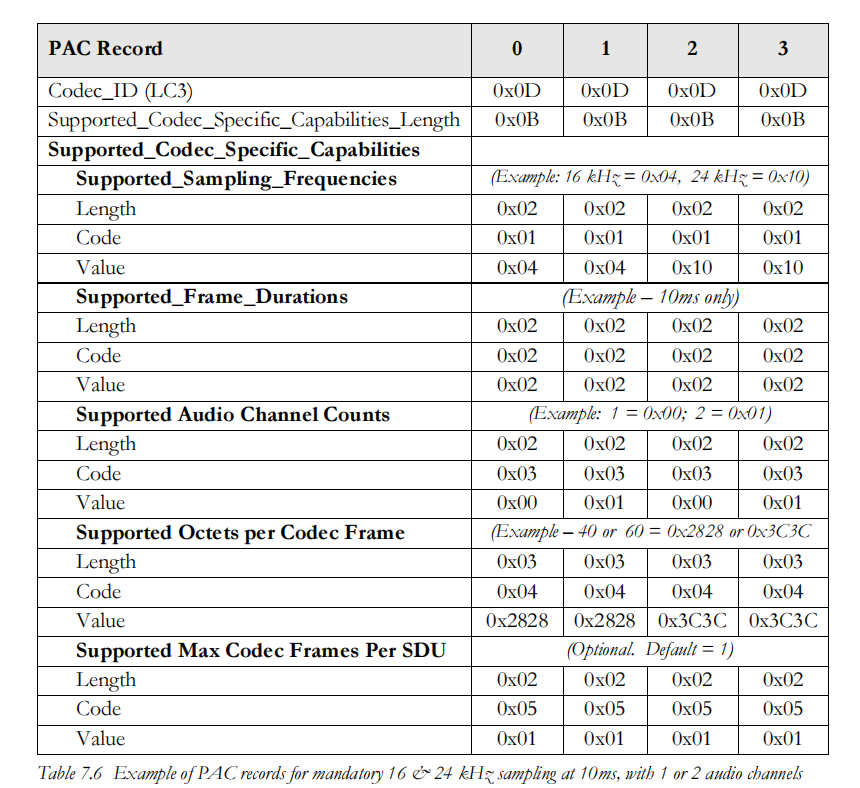 PAC Record 0 1 2 3
Codec_ID (LC3) 0x0D 0x0D 0x0D 0x0D
Supported_Codec_Specific_Capabilities_Length 0x0B 0x0B 0x0B 0x0B
Supported_Codec_Specific_Capabilities
Supported_Sampling_Frequencies (Example: 16 kHz = 0x04, 24 kHz = 0x10)
Length 0x02 0x02 0x02 0x02
Code 0x01 0x01 0x01 0x01
Value 0x04 0x04 0x10 0x10
Supported_Frame_Durations (Example – 10ms only)
Length 0x02 0x02 0x02 0x02
Code 0x02 0x02 0x02 0x02
Value 0x02 0x02 0x02 0x02
Supported Audio Channel Counts (Example: 1 = 0x00; 2 = 0x01)
Length 0x02 0x02 0x02 0x02
Code 0x03 0x03 0x03 0x03
Value 0x00 0x01 0x00 0x01
Supported Octets per Codec Frame (Example – 40 or 60 = 0x2828 or 0x3C3C
Length 0x03 0x03 0x03 0x03
Code 0x04 0x04 0x04 0x04
Value 0x2828 0x2828 0x3C3C 0x3C3C
Supported Max Codec Frames Per SDU (Optional. Default = 1)
Length 0x02 0x02 0x02 0x02
Code 0x05 0x05 0x05 0x05
Value 0x01 0x01 0x01 0x01
Table 7.6 Example of PAC records for mandatory 16 & 24 kHz sampling at 10ms, with 1 or 2 audio channels